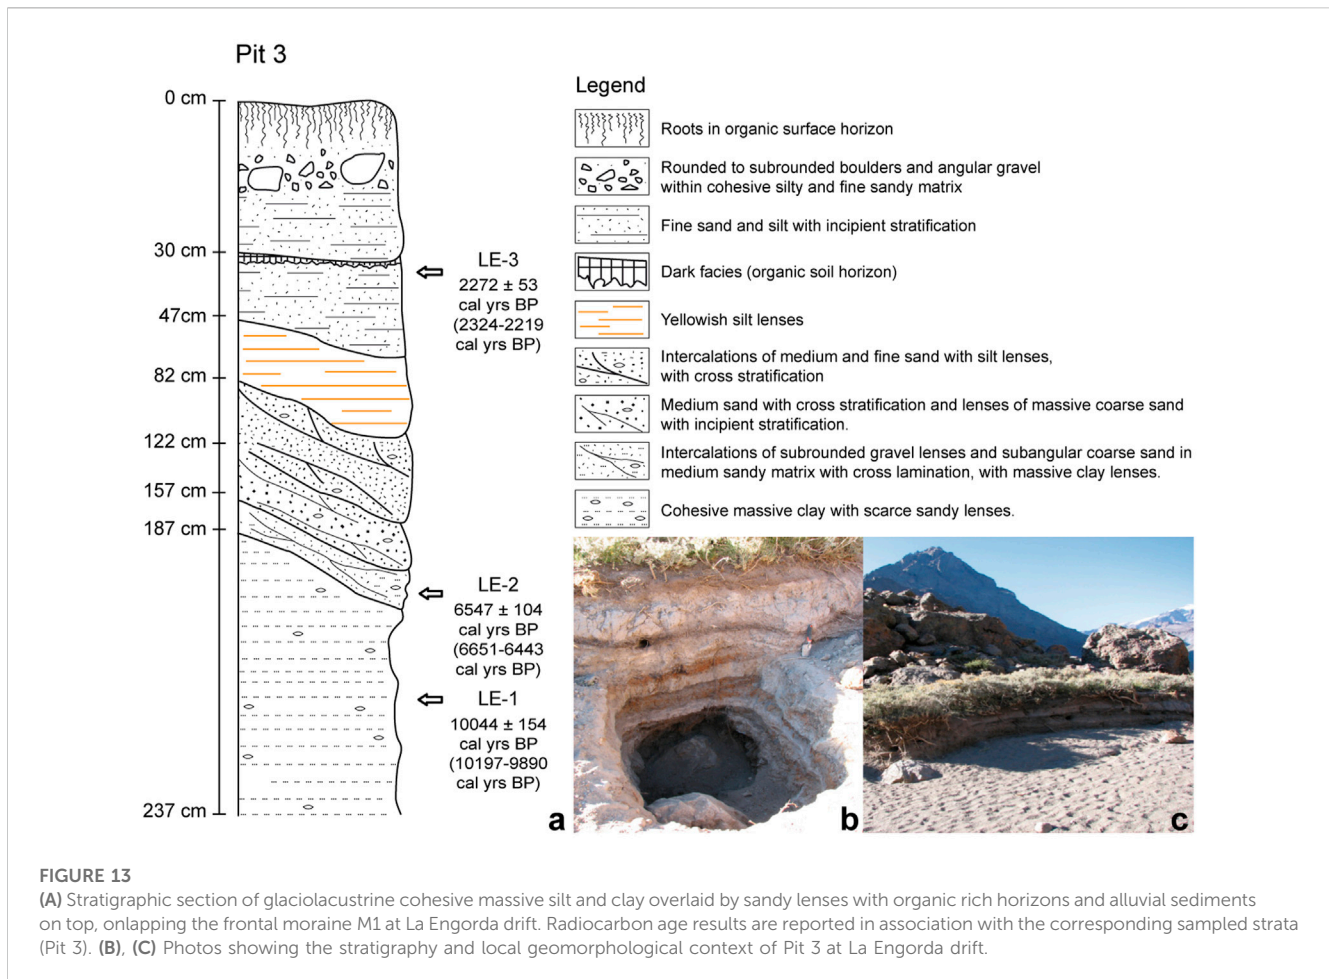 Pit 3
0 cm
30 cm
47 cm
82 cm
122 cm
157 cm
187 cm
237 cm
LE-3
2272 ± 53
cal yrs BP
(2324-2219
cal yrs BP)
LE-2
6547 ± 104
cal yrs BP
(6651-6443
cal yrs BP)
LE-1
10044 ± 154
cal yrs BP
(10197-9890
cal yrs BP)
Legend
Roots in organic surface horizon
Rounded to subrounded boulders and angular gravel
within cohesive silty and fine sandy matrix
Fine sand and silt with incipient stratification
Dark facies (organic soil horizon)
Yellowish silt lenses
Intercalations of medium and fine sand with silt lenses,
with cross stratification
Medium sand with cross stratification and lenses of massive coarse sand
with incipient stratification.
Intercalations of subrounded gravel lenses and subangular coarse sand in
medium sandy matrix with cross lamination, with massive clay lenses.
Cohesive massive clay with scarce sandy lenses.
a
b
c
FIGURE 13
(A) Stratigraphic section of glaciolacustrine cohesive massive silt and clay overlaid by sandy lenses with organic rich horizons and alluvial sediments
on top, onlapping the frontal moraine M1 at La Engorda drift. Radiocarbon age results are reported in association with the corresponding sampled strata
(Pit 3). (B), (C) Photos showing the stratigraphy and local geomorphological context of Pit 3 at La Engorda drift.